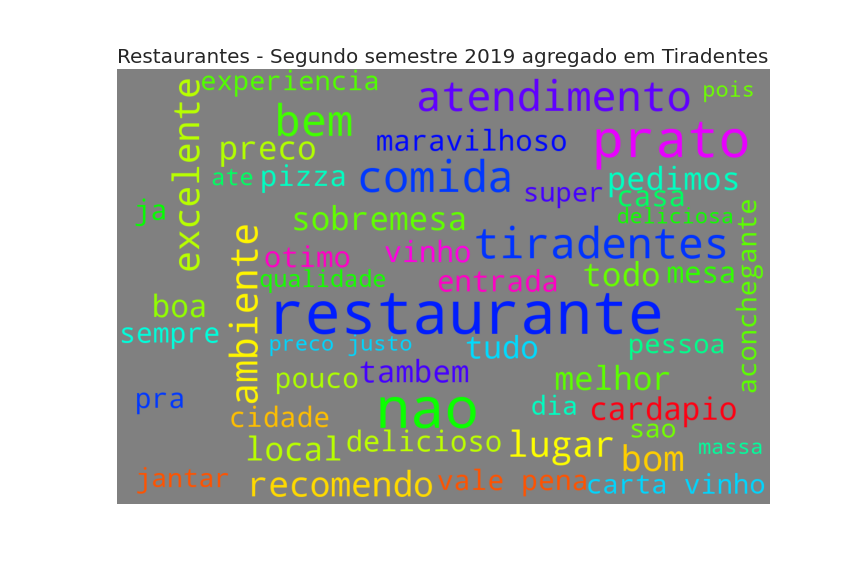 Restaurantes - Segundo semestre 2019 agregado em Tiradentes
experiencia
atendimento
pois
excelente
bem
preco
maravilhoso
prato
ate
pizza
comida
super
pedimos
casa
ja
sobremesa
deliciosa
aconchegante
ambiente
otimo
vinho
tiradentes
qualidade
entrada
todo
mesa
boa
restaurante
sempre
preco justo
tudo
pessoa
pouco
tambem
melhor
pra
nao
dia
cardapio
cidade
sao
local
delicioso
lugar
bom
massa
jantar
recomendo
vale pena
carta vinho